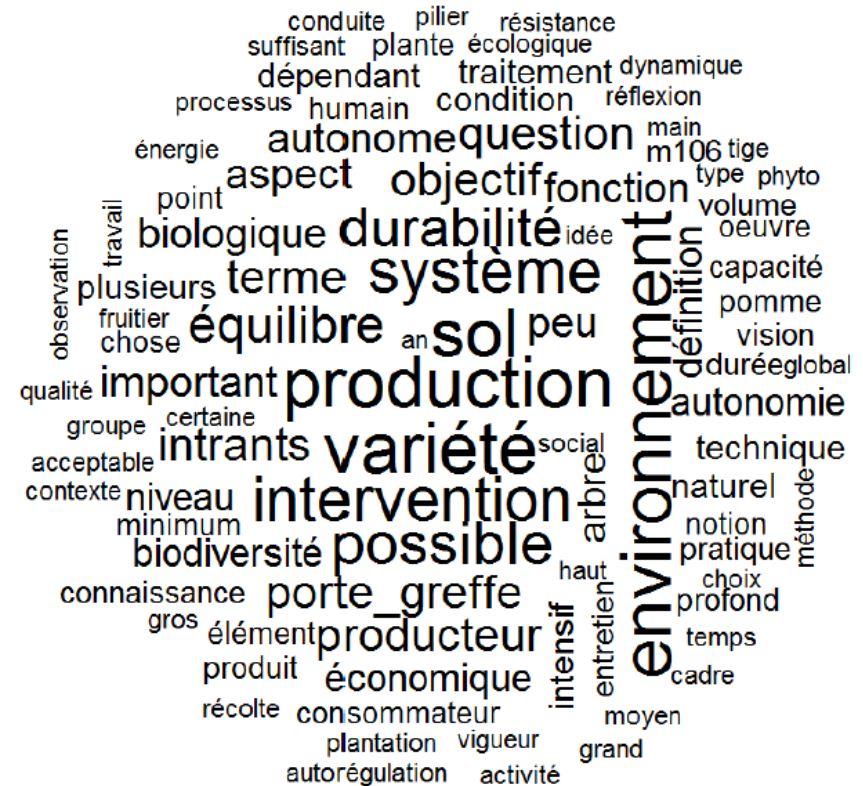 conduite pilier résistance
suffisant plante écologique
dépendant traitement dynamique
processus humain condition réflexion
énergie autonome question main
aspect objectif fonction m106 tige
point type phyto
travail biologique durabilité idée volume
observation plusieurs terme système définition oeuvre
capacité
fruitier équilibre an sol peu pomme
chose vision
qualité important production environnement durée global
groupe certaine autonomie
acceptable intrants variété social technique
contexte niveau intervention arbre naturel méthode
minimum notion
biodiversité possible pratique
connaissance porte_greffe haut choix
gros profond
élément producteur intensif entretien temps
produit économique cadre
récolte consommateur moyen
plantation vigueur grand
autorégulation activité